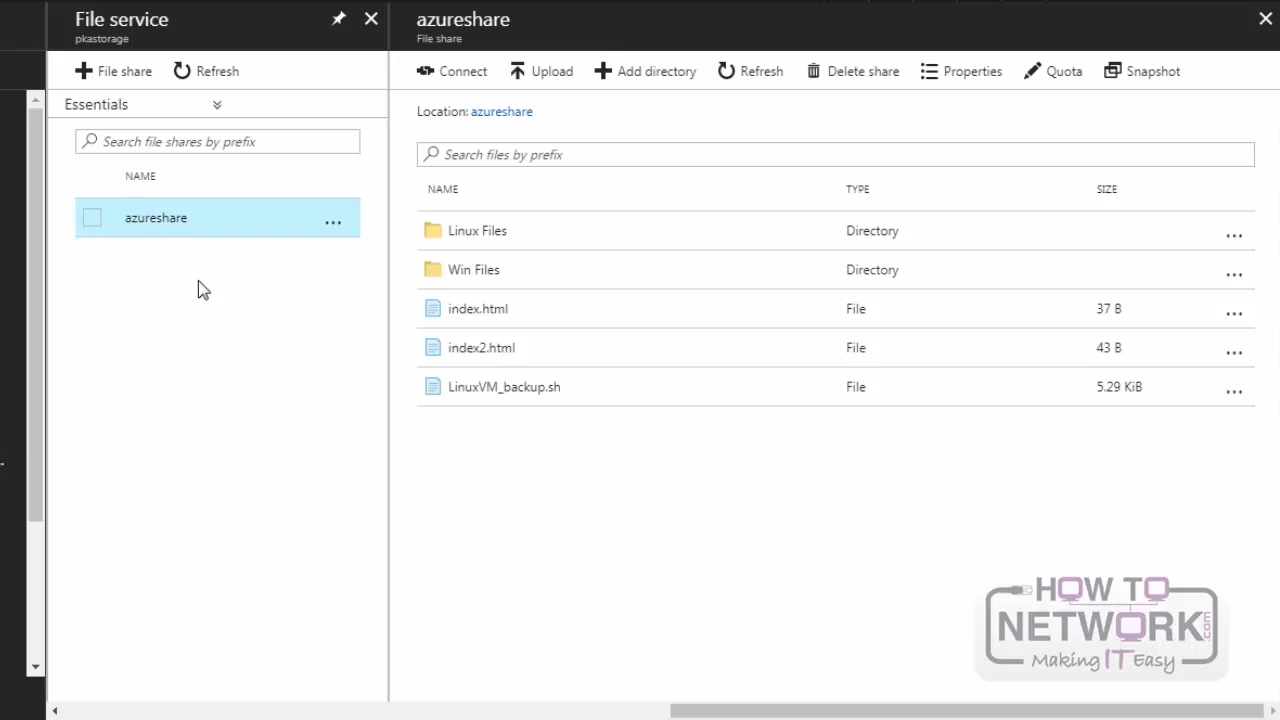 File service
pkastorage
File share
Refresh
Essentials
Search file shares by prefix
NAME
azureshare
...
azureshare
File share
Connect
Upload
Add directory
Refresh
Delete share
Properties
Quota
Snapshot
Location: azureshare
Search files by prefix
NAME TYPE SIZE
Linux Files Directory ...
Win Files Directory ...
index.html File 37 B ...
index2.html File 43 B ...
LinuxVM_backup.sh File 5.29 KiB ...
HOW TO
NETWORK.com
Making IT Easy